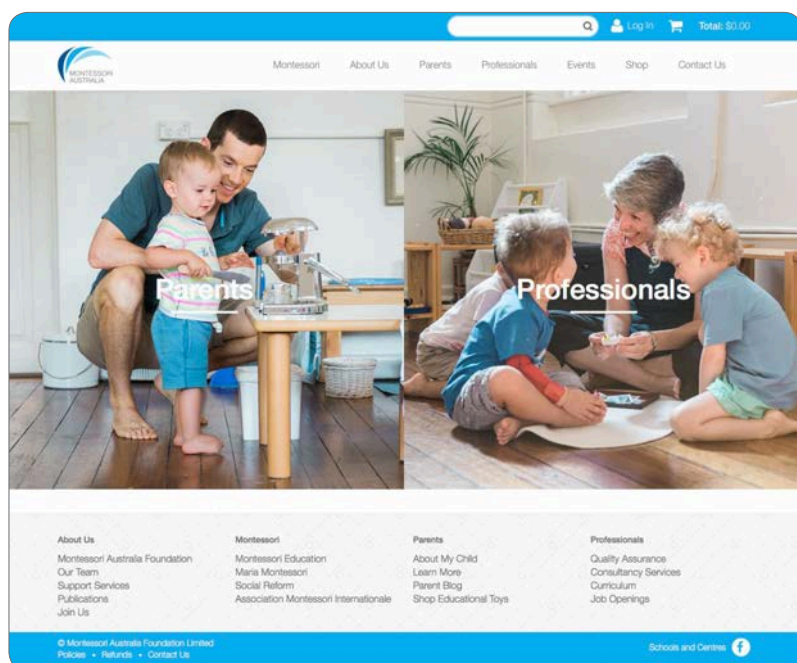 Log In
Total: $0.00
MONTESSORI
AUSTRALIA
Montessori About Us Parents Professionals Events Shop Contact Us
Parents
Professionals
About Us
Montessori Australia Foundation
Our Team
Support Services
Publications
Join Us
Montessori
Montessori Education
Maria Montessori
Social Reform
Association Montessori Internationale
Parents
About My Child
Learn More
Parent Blog
Shop Educational Toys
Professionals
Quality Assurance
Consultancy Services
Curriculum
Job Openings
© Montessori Australia Foundation Limited
Policies • Refunds • Contact Us
Schools and Centres